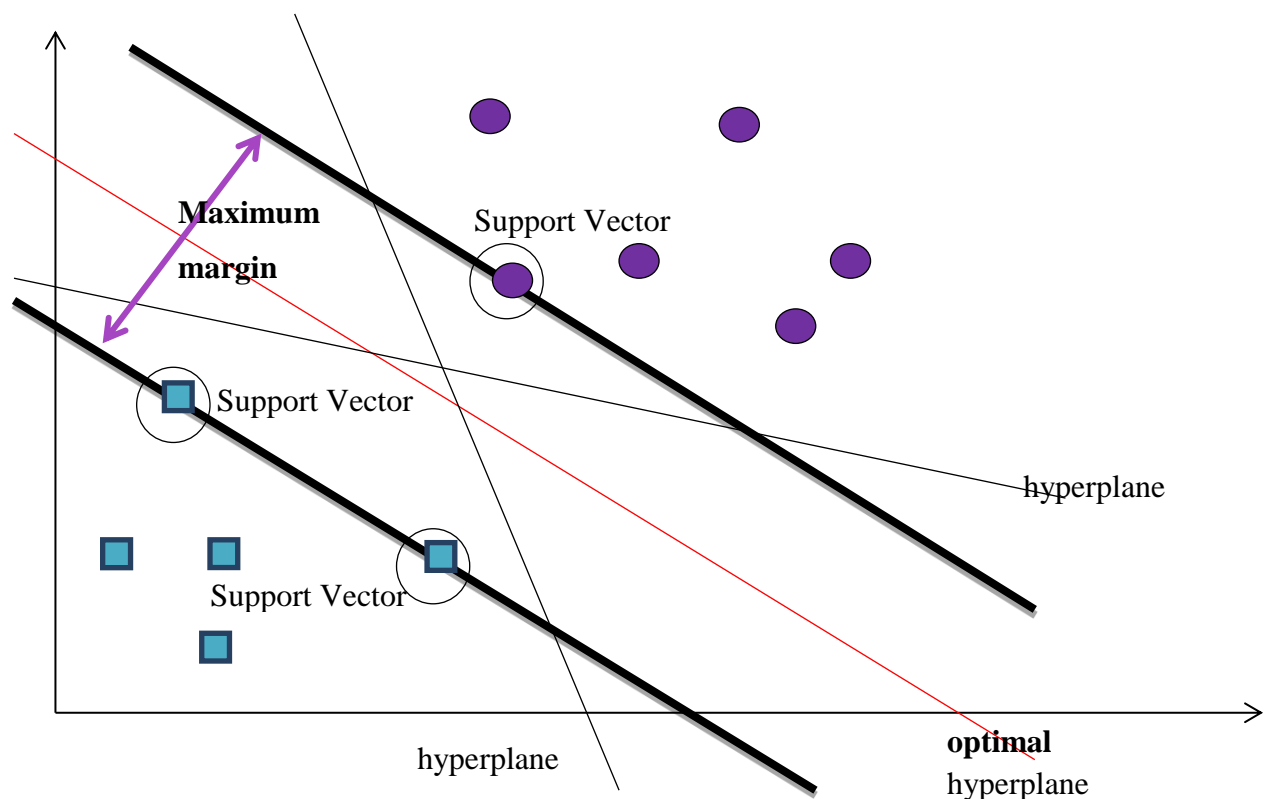 Maximum
margin
Support Vector
Support Vector
hyperplane
Support Vector
hyperplane
optimal
hyperplane